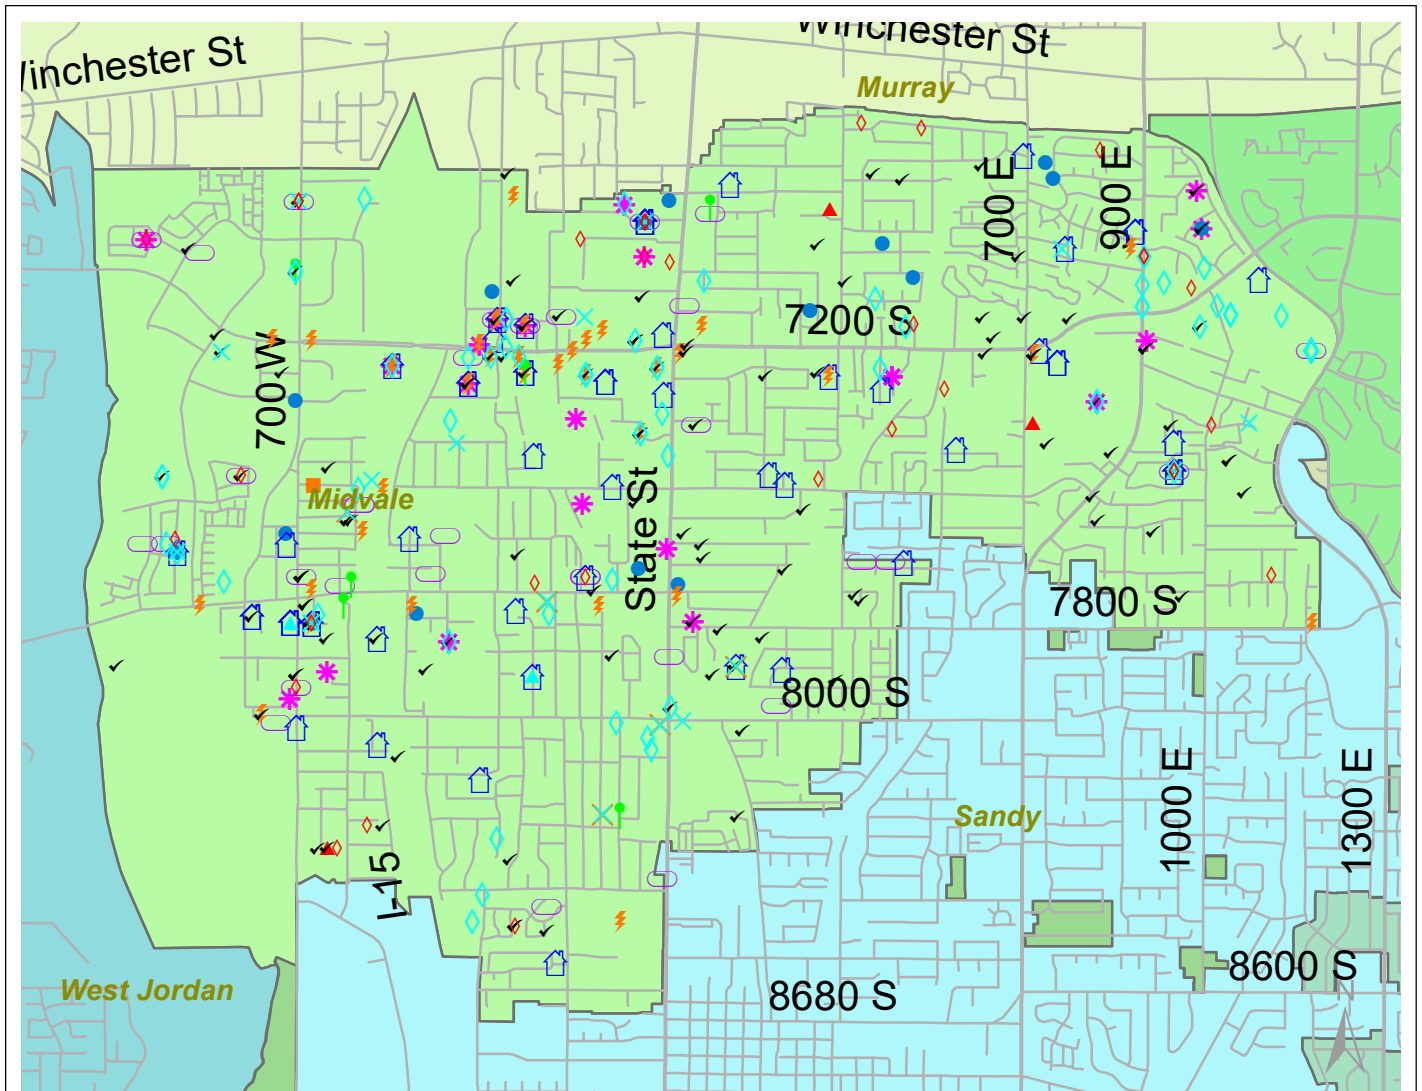 Winchester St
Winchester St
Murray
700 E
900 E
7200 S
700 W
Midvale
State St
7800 S
8000 S
Sandy
1000 E
1300 E
I-15
8600 S
West Jordan
8680 S
N